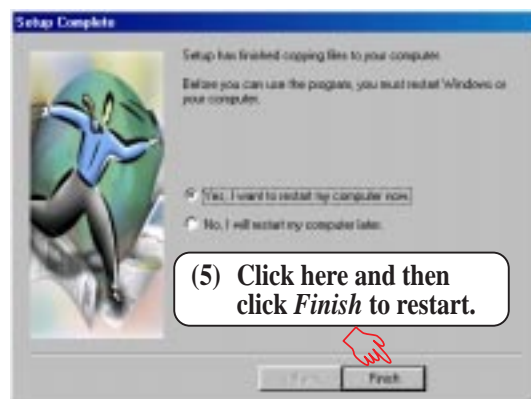 Setup Complete
Setup has finished copying files to your computer.
Before you can use the program, you must restart Windows or
your computer.
Yes, I want to restart my computer now.
No, I will restart my computer later.
(5) Click here and then
click Finish to restart.
Finish